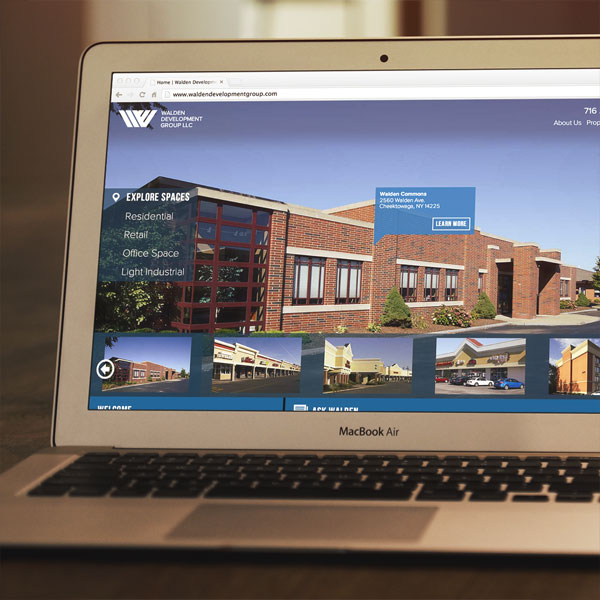 Home | Walden Developm
www.waldendevelopmentgroup.com
WALDEN
DEVELOPMENT
GROUP LLC
716
About Us Prop
EXPLORE SPACES
Residential
Retail
Office Space
Light Industrial
Walden Commons
2560 Walden Ave.
Cheektowaga, NY 14225
LEARN MORE
WELCOME
ASK WALDEN
MacBook Air